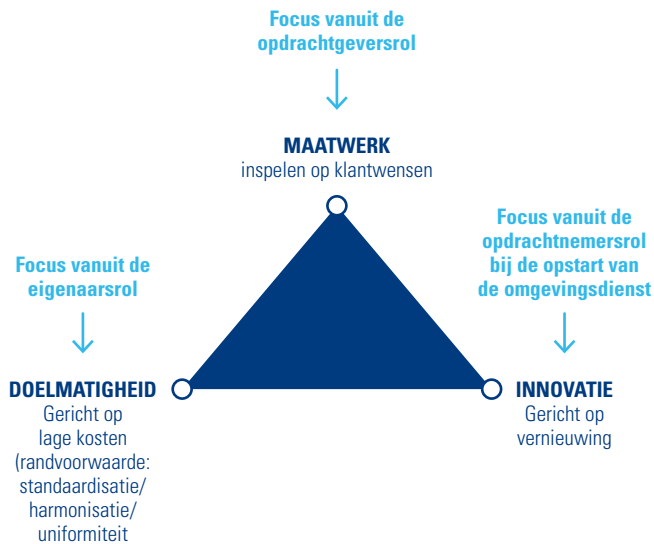 Focus vanuit de
opdrachtgeversrol
MAATWERK
inspelen op klantwensen
Focus vanuit de
eigenaarsrol
DOELMATIGHEID
Gericht op
lage kosten
(randvoorwaarde:
standaardisatie/
harmonisatie/
uniformiteit
Focus vanuit de
opdrachtnemersrol
bij de opstart van
de omgevingsdienst
INNOVATIE
Gericht op
vernieuwing